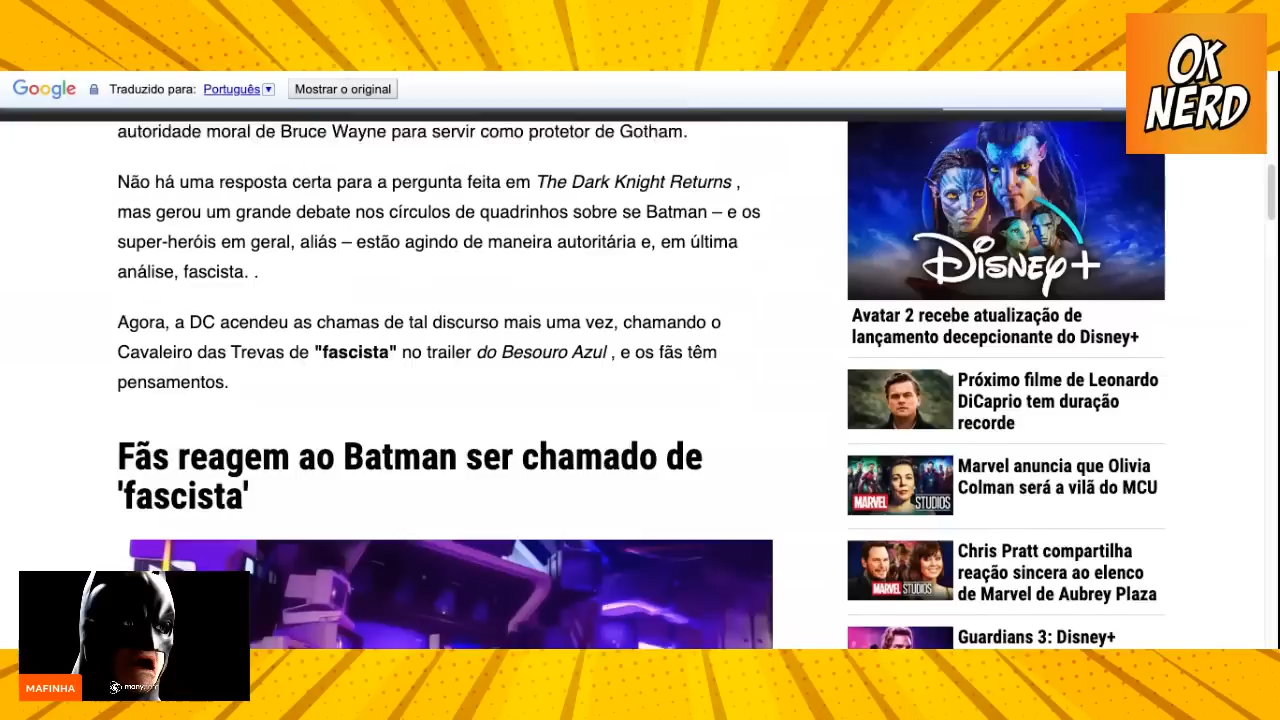 OK
NERD
Google Traduzido para: Português Mostrar o original
autoridade moral de Bruce Wayne para servir como protetor de Gotham.
Não há uma resposta certa para a pergunta feita em The Dark Knight Returns ,
mas gerou um grande debate nos círculos de quadrinhos sobre se Batman – e os
super-heróis em geral, aliás – estão agindo de maneira autoritária e, em última
análise, fascista. .
Agora, a DC acendeu as chamas de tal discurso mais uma vez, chamando o
Cavaleiro das Trevas de "fascista" no trailer do Besouro Azul , e os fãs têm
pensamentos.
Fãs reagem ao Batman ser chamado de
'fascista'
Disney+
Avatar 2 recebe atualização de
lançamento decepcionante do Disney+
Próximo filme de Leonardo
DiCaprio tem duração
recorde
MARVEL STUDIOS
Marvel anuncia que Olivia
Colman será a vilã do MCU
MARVEL STUDIOS
Chris Pratt compartilha
reação sincera ao elenco
de Marvel de Aubrey Plaza
Guardians 3: Disney+
MAFINHA